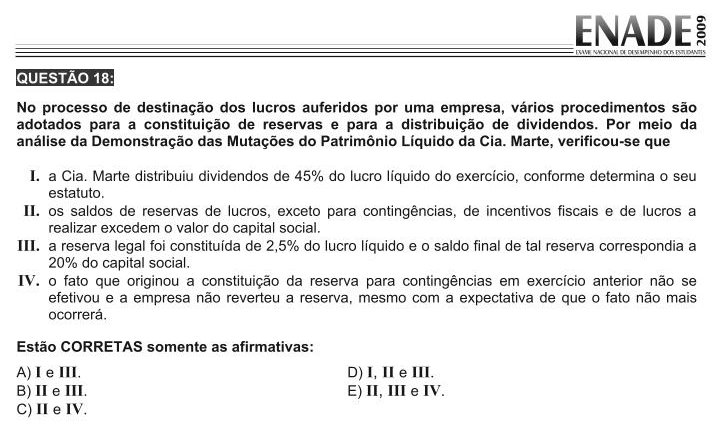 ENADE 2009
EXAME NACIONAL DE DESEMPENHO DOS ESTUDANTES
QUESTÃO 18:
No processo de destinação dos lucros auferidos por uma empresa, vários procedimentos são
adotados para a constituição de reservas e para a distribuição de dividendos. Por meio da
análise da Demonstração das Mutações do Patrimônio Líquido da Cia. Marte, verificou-se que
I. a Cia. Marte distribuiu dividendos de 45% do lucro líquido do exercício, conforme determina o seu
estatuto.
II. os saldos de reservas de lucros, exceto para contingências, de incentivos fiscais e de lucros a
realizar excedem o valor do capital social.
III. a reserva legal foi constituída de 2,5% do lucro líquido e o saldo final de tal reserva correspondia a
20% do capital social.
IV. o fato que originou a constituição da reserva para contingências em exercício anterior não se
efetivou e a empresa não reverteu a reserva, mesmo com a expectativa de que o fato não mais
ocorrerá.
Estão CORRETAS somente as afirmativas:
A) I e III.
B) II e III.
C) II e IV.
D) I, II e III.
E) II, III e IV.